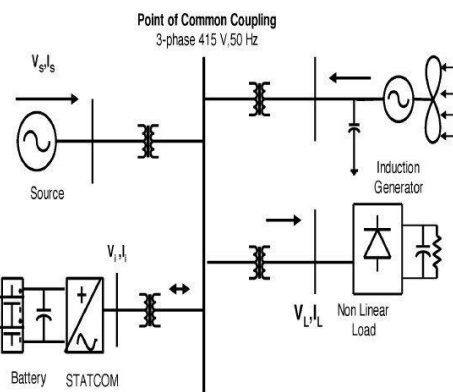 Point of Common Coupling
3-phase 415 V,50 Hz
Vs,Is
Source
Induction
Generator
Vi,Ii
VL,IL
Non Linear
Load
Battery
STATCOM